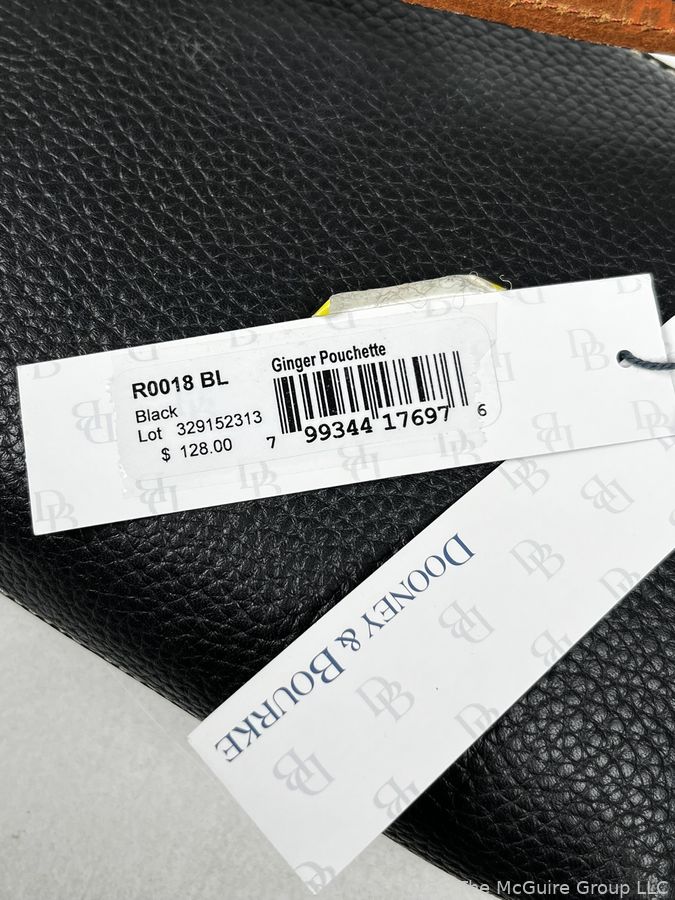 R0018 BL
Ginger Pouchette
Black
Lot 329152313
$ 128.00
7 99344 17697 6
DOONEY & BOURKE
DB
The McGuire Group LLC